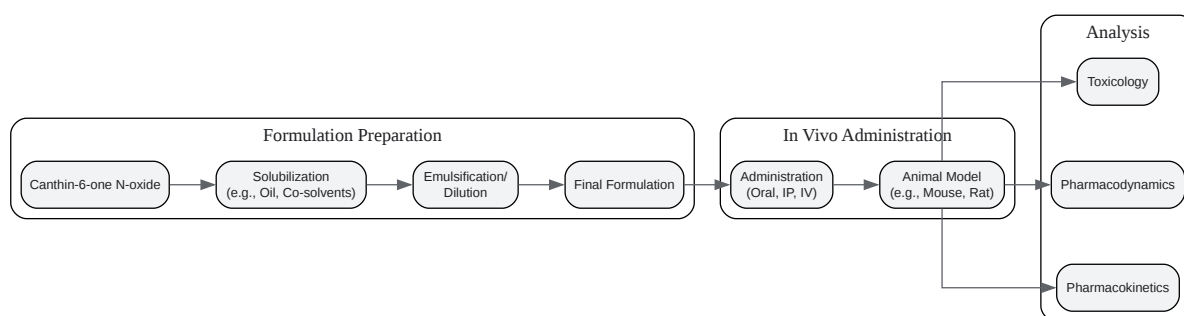 Formulation Preparation
Canthin-6-one N-oxide
Solubilization
(e.g., Oil, Co-solvents)
Emulsification/
Dilution
Final Formulation
In Vivo Administration
Administration
(Oral, IP, IV)
Animal Model
(e.g., Mouse, Rat)
Analysis
Toxicology
Pharmacodynamics
Pharmacokinetics